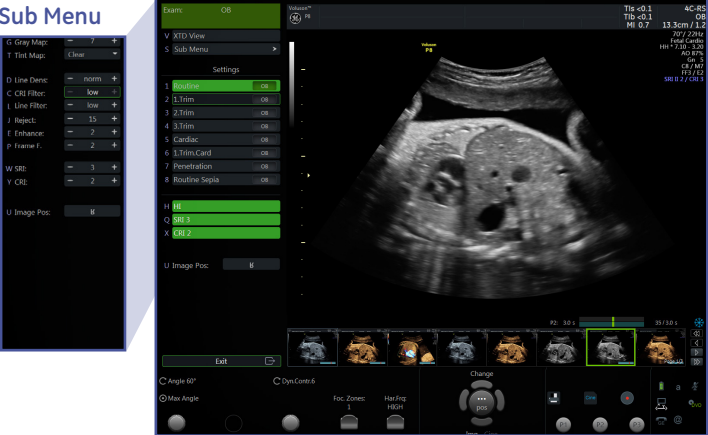 Sub Menu
G Gray Map: − 7 +
T Tint Map: Clear
D Line Dens: − norm +
C CRI Filter: − low +
L Line Filter: − low +
J Reject: − 15 +
E Enhance: − 2 +
P Frame F. − 2 +
W SRI: − 3 +
Y CRI: − 2 +
U Image Pos:
Exam: OB
V XTD View
S Sub Menu >
Settings
1 Routine OB
2 1.Trim OB
3 2.Trim OB
4 3.Trim OB
5 Cardiac OB
6 1.Trim.Card OB
7 Penetration OB
8 Routine Sepia OB
H HI
Q SRI 3
X CRI 2
U Image Pos:
Exit
Voluson™
P8
Voluson
P8
TIs <0.1 4C-RS
TIb <0.1 OB
MI 0.7 13.3cm / 1.2
70°/ 22Hz
Fetal Cardio
HH * 7.10 - 3.20
AO 87%
Gn 5
C8 / M7
FF3 / E2
SRI II 2 / CRI 3
P2: 3.0 s 35 / 3.0 s
Angle 60°
Dyn.Contr.6
Max Angle
Foc. Zones:
1
Har.Frq:
HIGH
Change
pos
Cine
P1 P2 P3
a
DVD
@